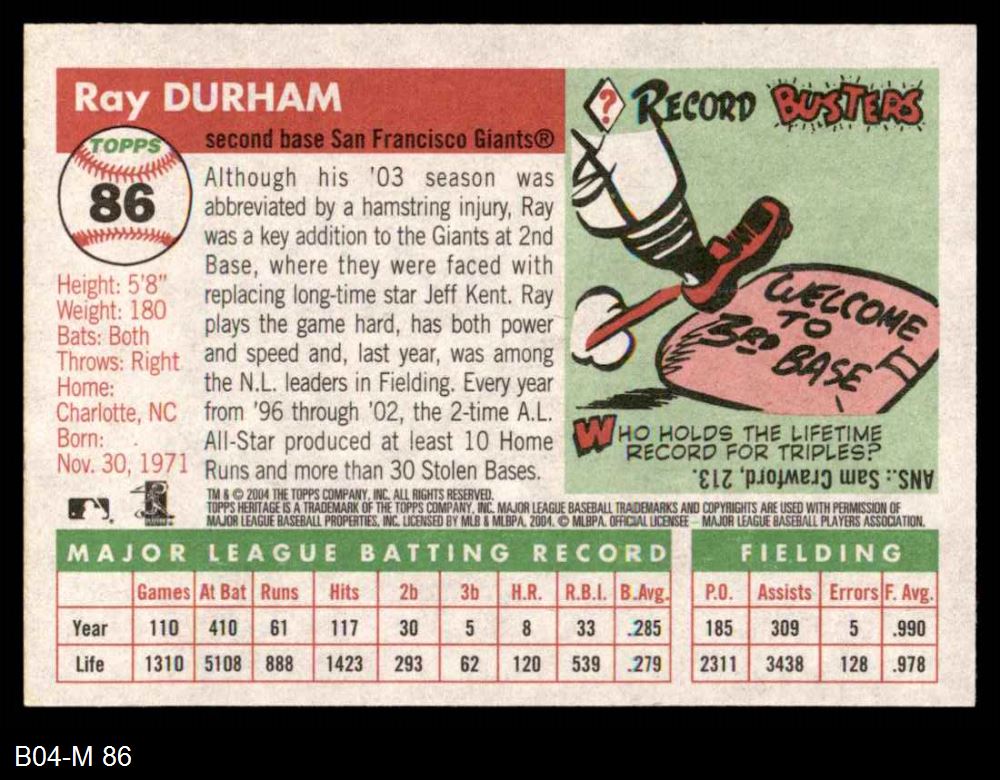 Ray DURHAM
second base San Francisco Giants®
TOPPS
86
Height: 5'8"
Weight: 180
Bats: Both
Throws: Right
Home:
Charlotte, NC
Born:
Nov. 30, 1971
Although his '03 season was
abbreviated by a hamstring injury, Ray
was a key addition to the Giants at 2nd
Base, where they were faced with
replacing long-time star Jeff Kent. Ray
plays the game hard, has both power
and speed and, last year, was among
the N.L. leaders in Fielding. Every year
from '96 through '02, the 2-time A.L.
All-Star produced at least 10 Home
Runs and more than 30 Stolen Bases.
? RECORD BUSTERS
WELCOME
TO
3RD BASE
WHO HOLDS THE LIFETIME
RECORD FOR TRIPLES?
ANS.: Sam Crawford, 213.
TM & © 2004 THE TOPPS COMPANY, INC. ALL RIGHTS RESERVED.
TOPPS HERITAGE IS A TRADEMARK OF THE TOPPS COMPANY, INC. MAJOR LEAGUE BASEBALL TRADEMARKS AND COPYRIGHTS ARE USED WITH PERMISSION OF
MAJOR LEAGUE BASEBALL PROPERTIES, INC. LICENSED BY MLB & MLBPA, 2004. © MLBPA. OFFICIAL LICENSEE – MAJOR LEAGUE BASEBALL PLAYERS ASSOCIATION.
MAJOR LEAGUE BATTING RECORD FIELDING
Games At Bat Runs Hits 2b 3b H.R. R.B.I. B.Avg. P.O. Assists Errors F. Avg.
Year 110 410 61 117 30 5 8 33 .285 185 309 5 .990
Life 1310 5108 888 1423 293 62 120 539 .279 2311 3438 128 .978
B04-M 86